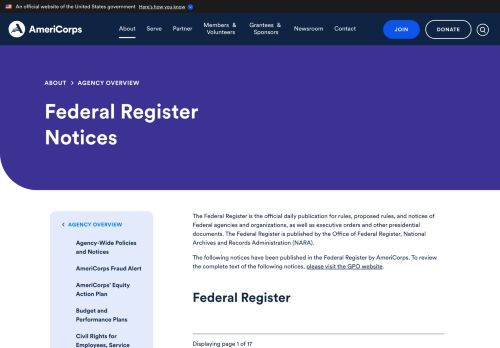 An official website of the United States government Here's how you know
AmeriCorps
About Serve Partner Members & Volunteers Grantees & Sponsors Newsroom Contact JOIN DONATE
ABOUT > AGENCY OVERVIEW
Federal Register
Notices
< AGENCY OVERVIEW
Agency-Wide Policies
and Notices
AmeriCorps Fraud Alert
AmeriCorps' Equity
Action Plan
Budget and
Performance Plans
Civil Rights for
Employees, Service
The Federal Register is the official daily publication for rules, proposed rules, and notices of
Federal agencies and organizations, as well as executive orders and other presidential
documents. The Federal Register is published by the Office of Federal Register, National
Archives and Records Administration (NARA).
The following notices have been published in the Federal Register by AmeriCorps. To review
the complete text of the following notices, please visit the GPO website.
Federal Register
Displaying page 1 of 17